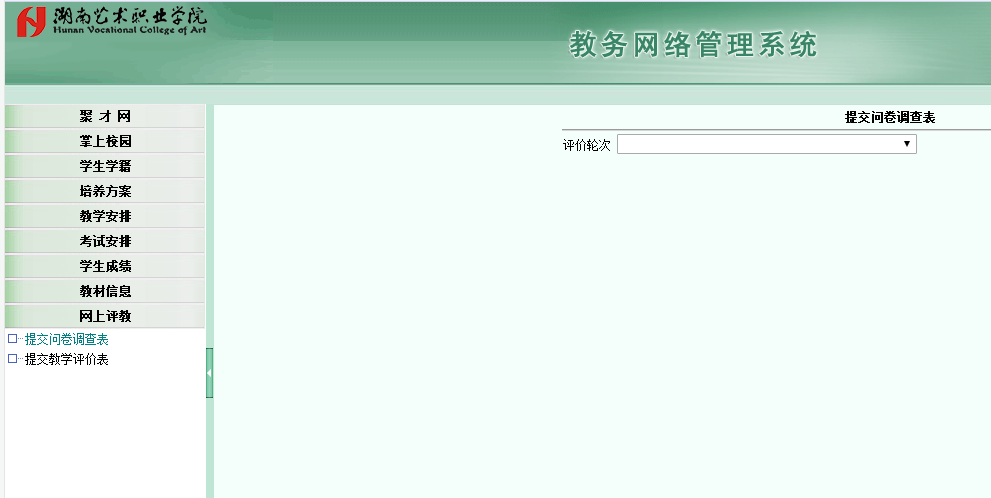 湖南艺术职业学院
Hunan Vocational College of Art
教务网络管理系统
聚 才 网
掌上校园
学生学籍
培养方案
教学安排
考试安排
学生成绩
教材信息
网上评教
提交问卷调查表
提交教学评价表
提交问卷调查表
评价轮次